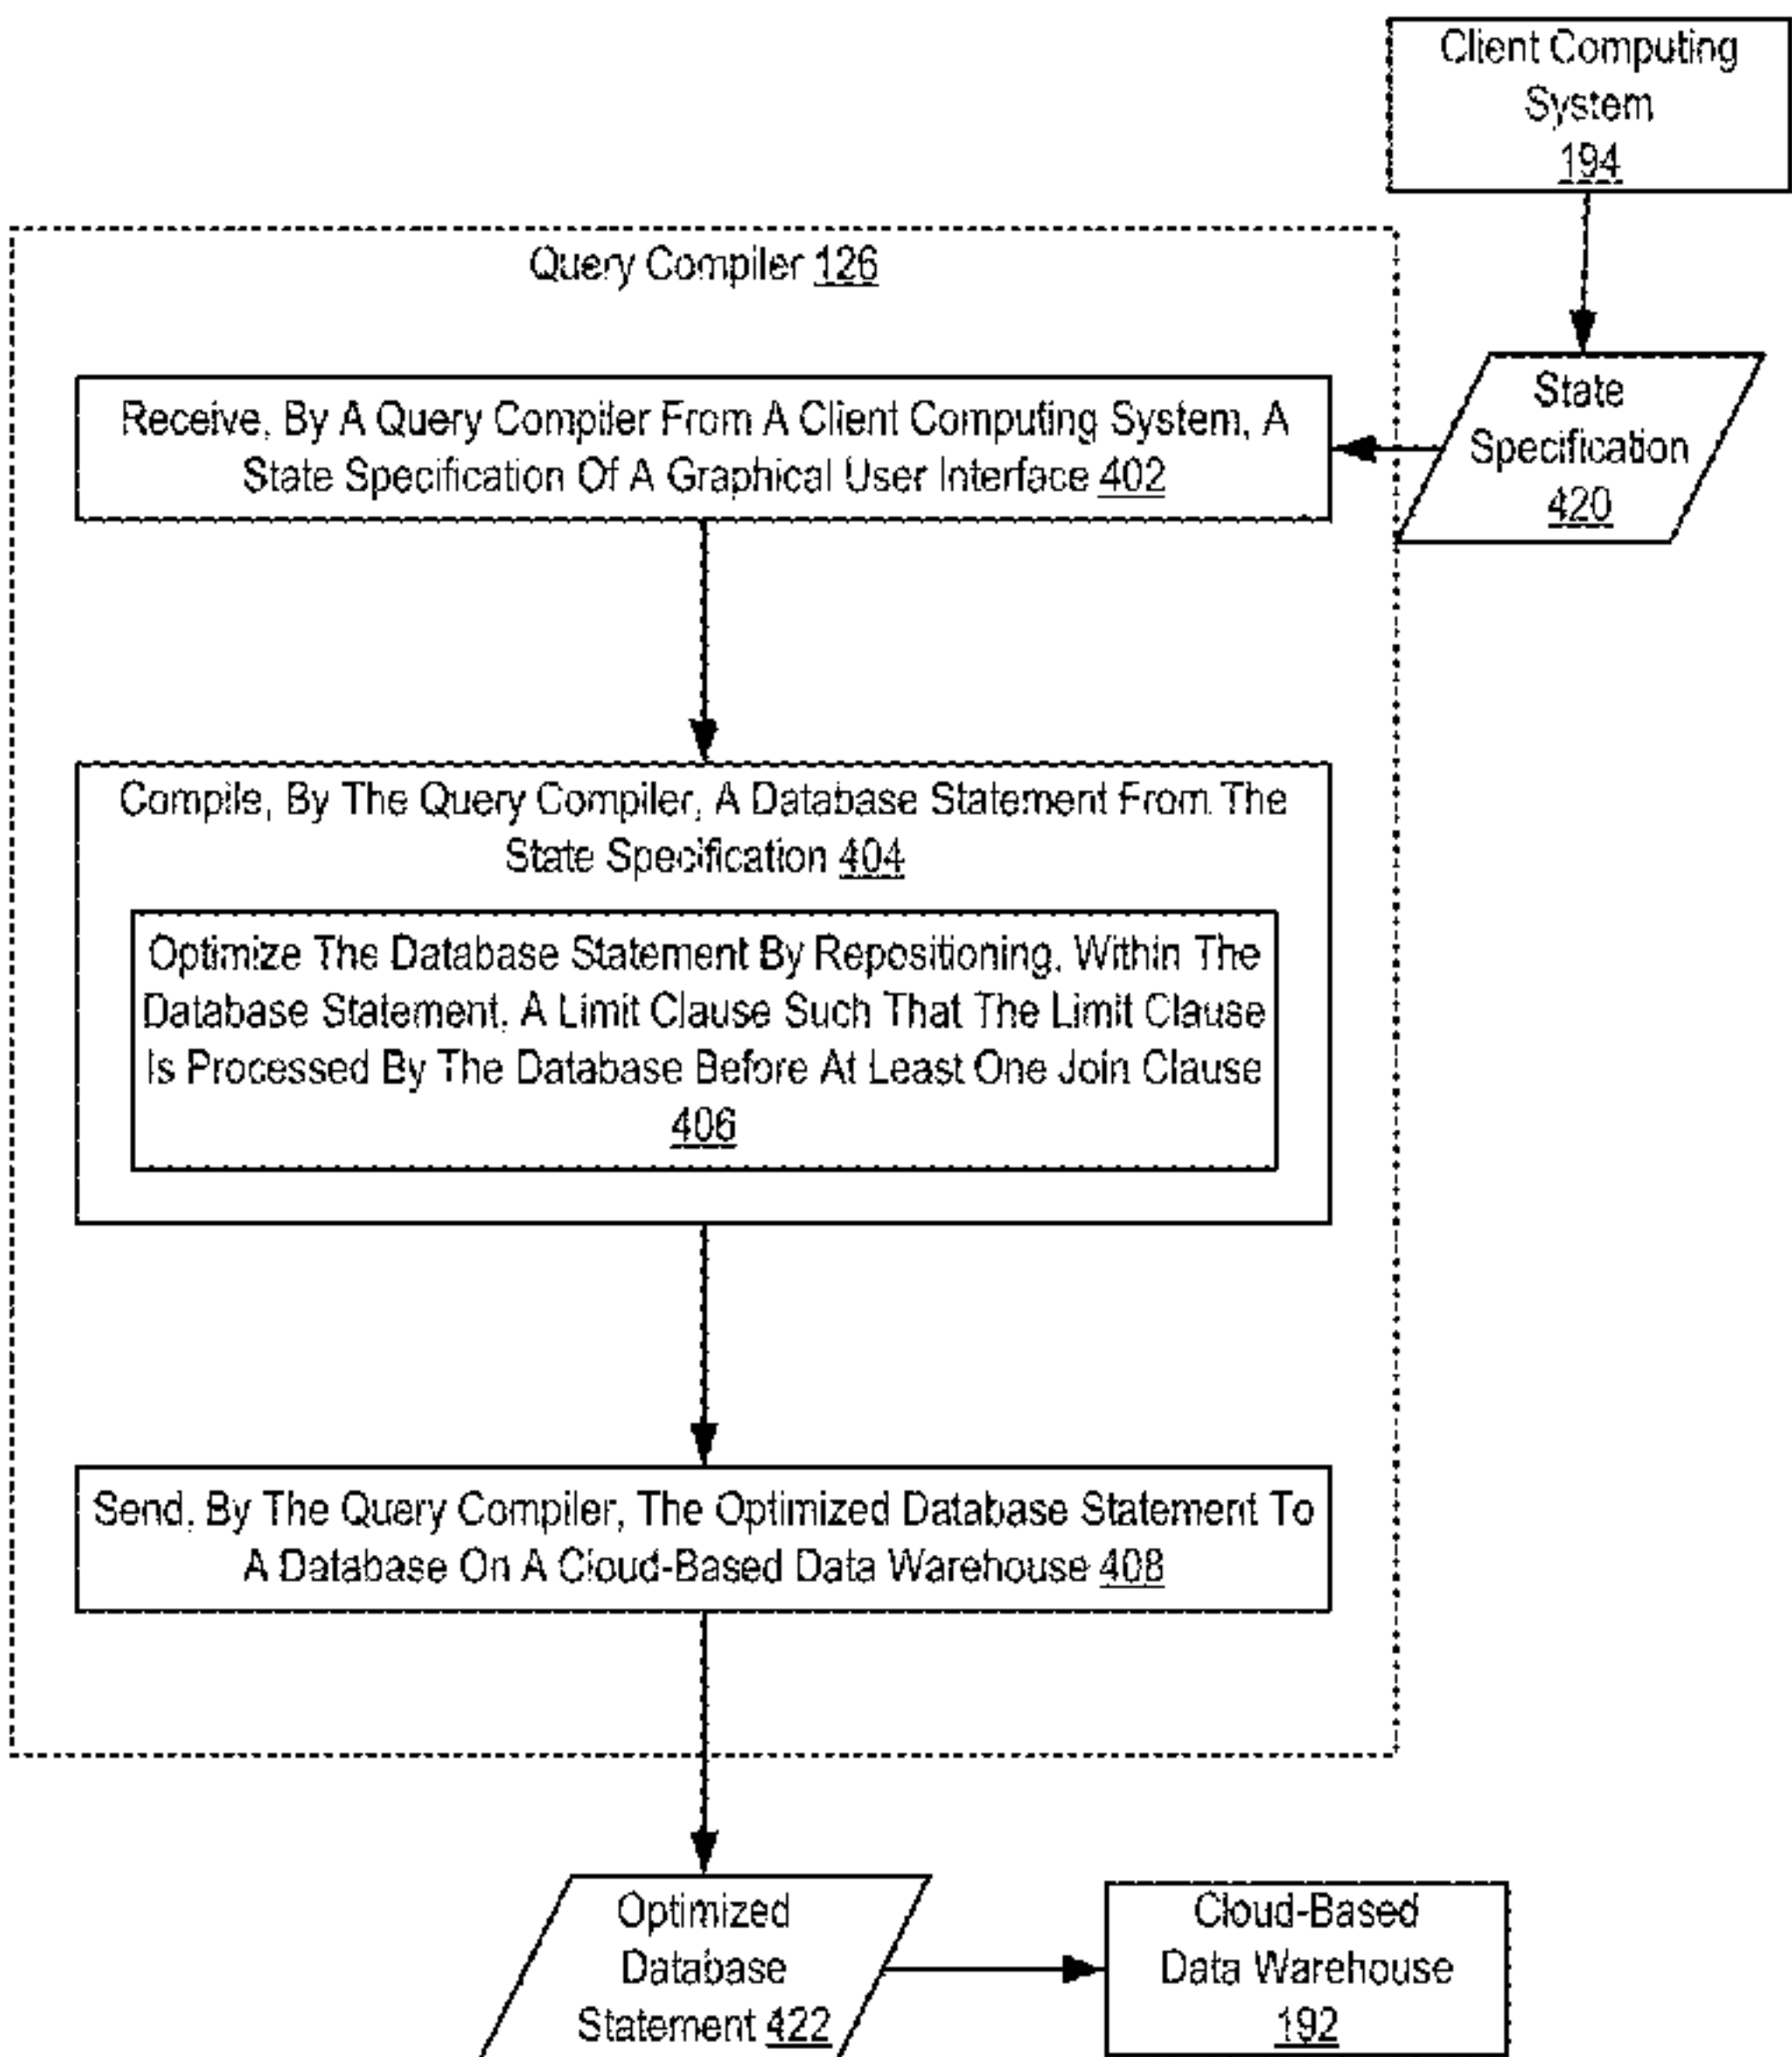 Client Computing
System
194
Query Compiler 126
Receive, By A Query Compiler From A Client Computing System, A
State Specification Of A Graphical User Interface 402
State
Specification
420
Compile, By The Query Compiler, A Database Statement From The
State Specification 404
Optimize The Database Statement By Repositioning, Within The
Database Statement, A Limit Clause Such That The Limit Clause
Is Processed By The Database Before At Least One Join Clause
406
Send, By The Query Compiler, The Optimized Database Statement To
A Database On A Cloud-Based Data Warehouse 408
Optimized
Database
Statement 422
Cloud-Based
Data Warehouse
192